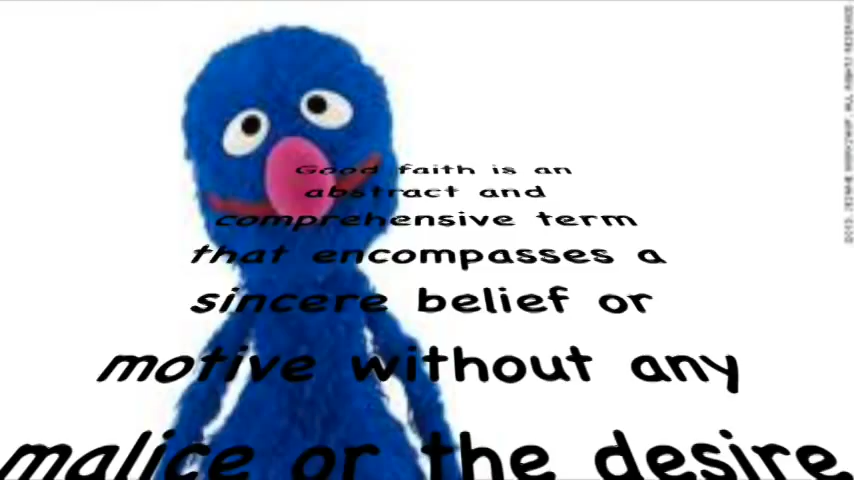 Good faith is an
abstract and
comprehensive term
that encompasses a
sincere belief or
motive without any
malice or the desire